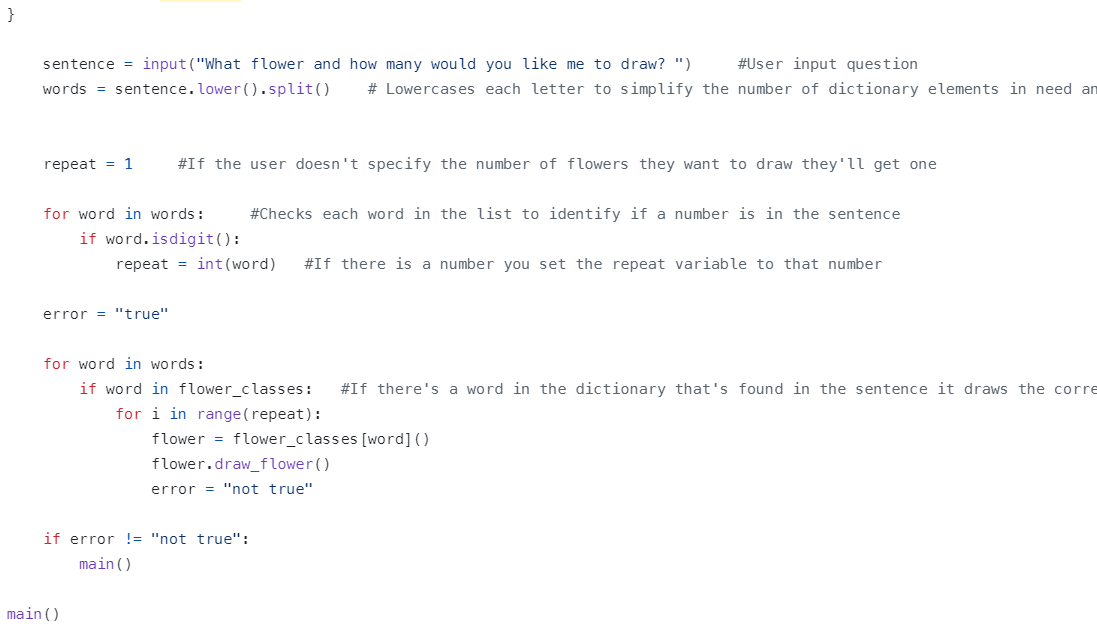 }
sentence = input("What flower and how many would you like me to draw? ")     #User input question
words = sentence.lower().split()    # Lowercases each letter to simplify the number of dictionary elements in need an
repeat = 1     #If the user doesn't specify the number of flowers they want to draw they'll get one
for word in words:     #Checks each word in the list to identify if a number is in the sentence
if word.isdigit():
repeat = int(word)   #If there is a number you set the repeat variable to that number
error = "true"
for word in words:
if word in flower_classes:   #If there's a word in the dictionary that's found in the sentence it draws the corre
for i in range(repeat):
flower = flower_classes[word]()
flower.draw_flower()
error = "not true"
if error != "not true":
main()
main()